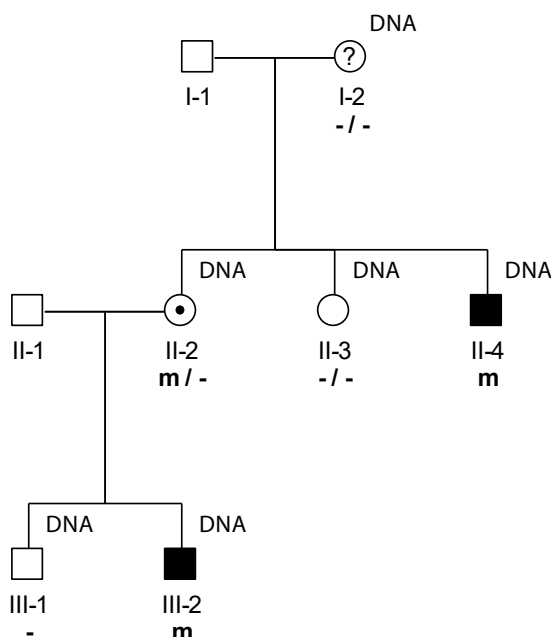 DNA
?
I-1
I-2
- / -
DNA
DNA
DNA
II-1
II-2
II-3
II-4
m / -
- / -
m
DNA
DNA
III-1
III-2
-
m